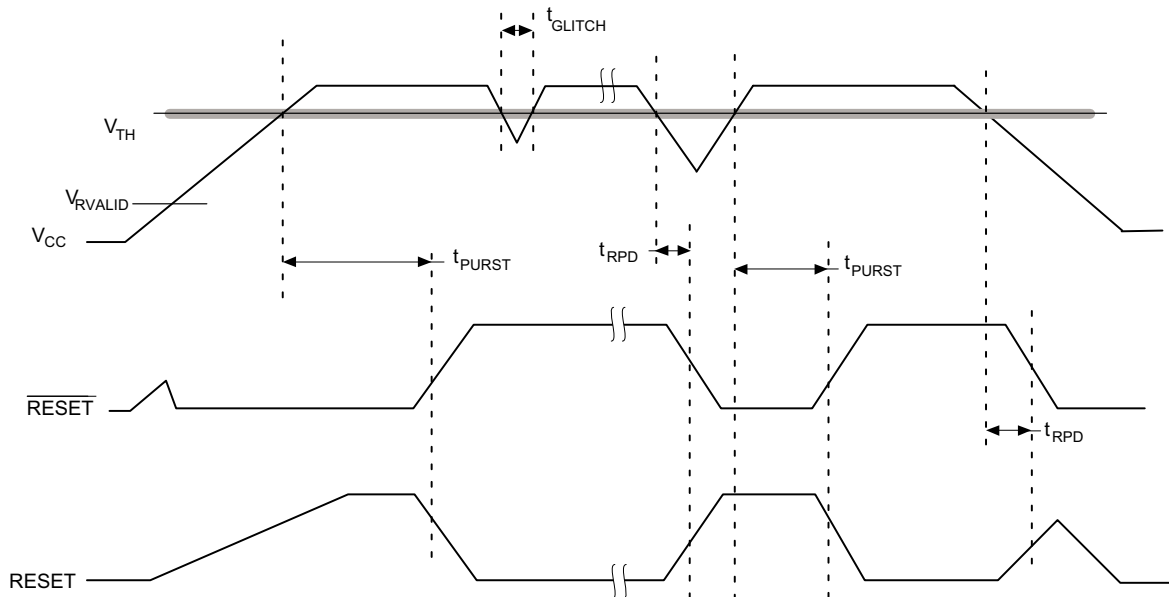 tGLITCH
VTH
VRVALID
VCC
tPURST
tRPD
tPURST
RESET
tRPD
RESET